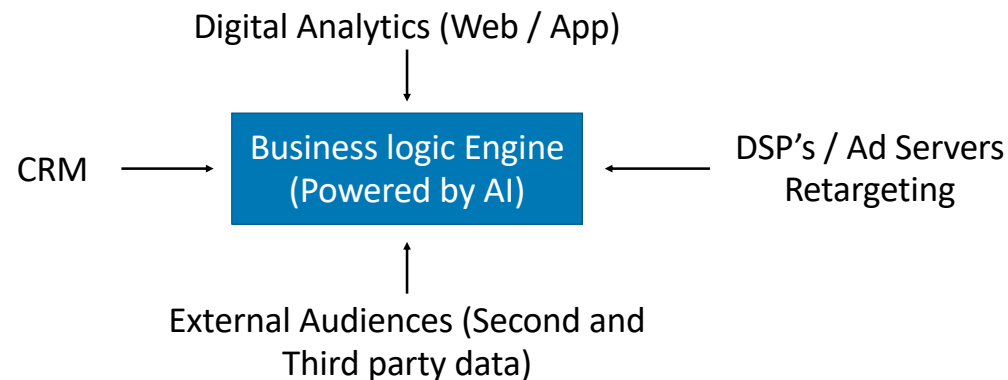 Digital Analytics (Web / App)
Business logic Engine
(Powered by AI)
CRM
DSP's / Ad Servers
Retargeting
External Audiences (Second and
Third party data)